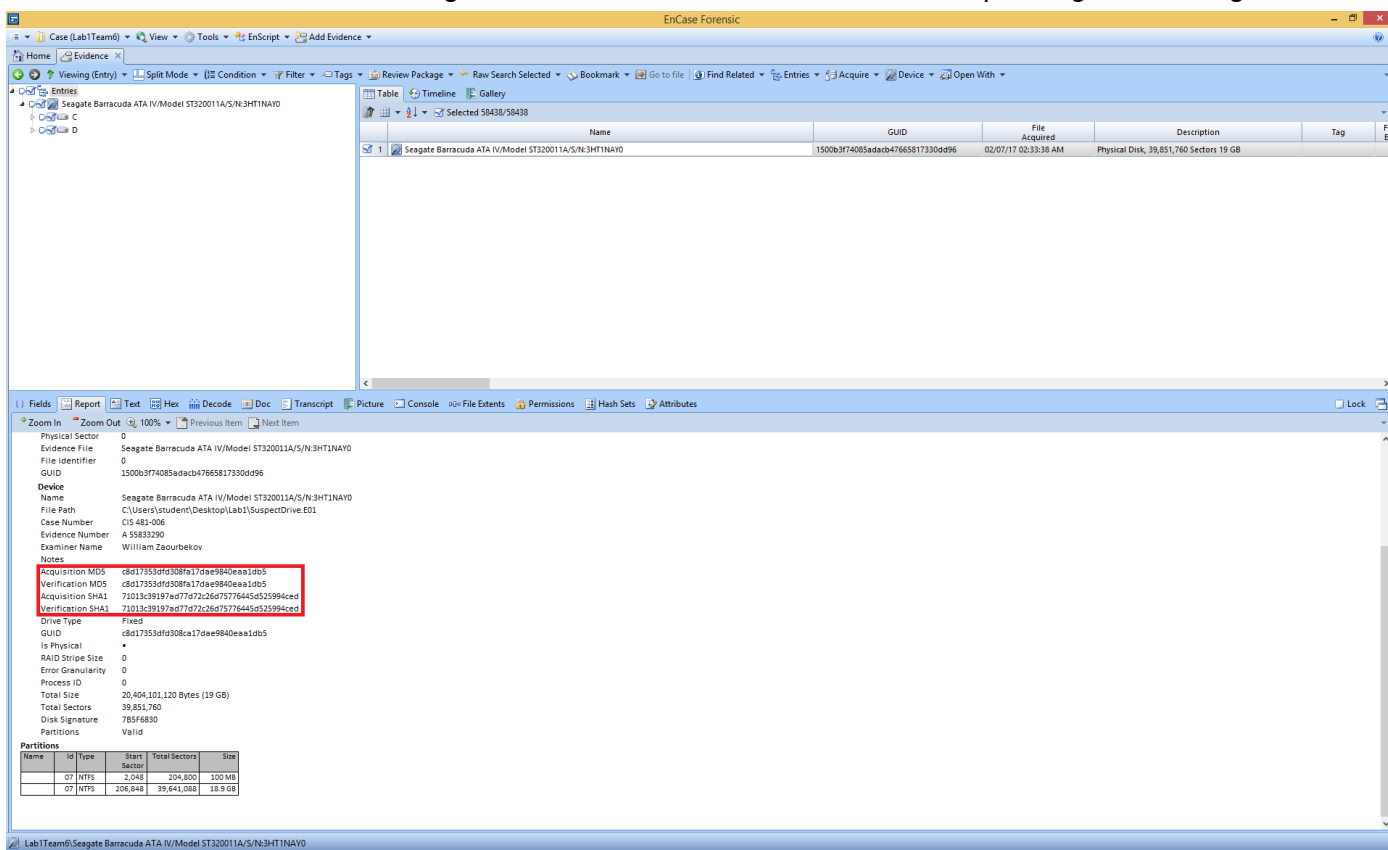 EnCase Forensic
Case (Lab1Team6) View Tools EnScript Add Evidence
Home Evidence
Viewing (Entry) Split Mode Condition Filter Tags Review Package Raw Search Selected Bookmark Go to file Find Related Entries Acquire Device Open With
Entries
Seagate Barracuda ATA IV/Model ST320011A/S/N:3HT1NAY0
C
D
Table Timeline Gallery
Selected 58438/58438
Name GUID File Acquired Description Tag
1 Seagate Barracuda ATA IV/Model ST320011A/S/N:3HT1NAY0 1500b3f74085adacb47665817330dd96 02/07/17 02:33:38 AM Physical Disk, 39,851,760 Sectors 19 GB
Fields Report Text Hex Decode Doc Transcript Picture Console File Extents Permissions Hash Sets Attributes Lock
Zoom In Zoom Out 100% Previous Item Next Item
Physical Sector 0
Evidence File Seagate Barracuda ATA IV/Model ST320011A/S/N:3HT1NAY0
File Identifier 0
GUID 1500b3f74085adacb47665817330dd96
Device
Name Seagate Barracuda ATA IV/Model ST320011A/S/N:3HT1NAY0
File Path C:\Users\student\Desktop\Lab1\SuspectDrive.E01
Case Number CIS 481-006
Evidence Number A 55833290
Examiner Name William Zaourbekov
Notes
Acquisition MD5 c8d17353dfd308fa17dae9840eaa1db5
Verification MD5 c8d17353dfd308fa17dae9840eaa1db5
Acquisition SHA1 71013c39197ad77d72c26d75776445d525994ced
Verification SHA1 71013c39197ad77d72c26d75776445d525994ced
Drive Type Fixed
GUID c8d17353dfd308ca17dae9840eaa1db5
Is Physical •
RAID Stripe Size 0
Error Granularity 0
Process ID 0
Total Size 20,404,101,120 Bytes (19 GB)
Total Sectors 39,851,760
Disk Signature 7B5F6830
Partitions Valid
Partitions
Name Id Type Start Sector Total Sectors Size
07 NTFS 2,048 204,800 100 MB
07 NTFS 206,848 39,641,088 18.9 GB
Lab1Team6\Seagate Barracuda ATA IV/Model ST320011A/S/N:3HT1NAY0